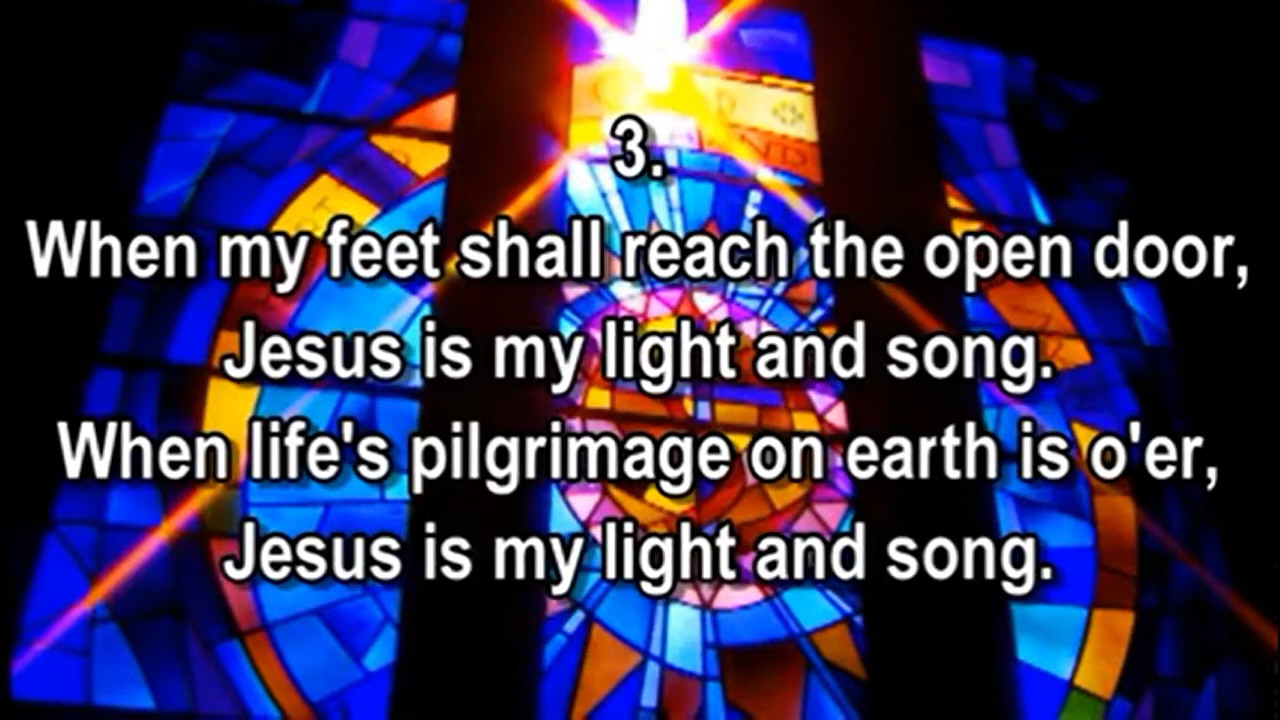 3.
When my feet shall reach the open door,
Jesus is my light and song.
When life's pilgrimage on earth is o'er,
Jesus is my light and song.